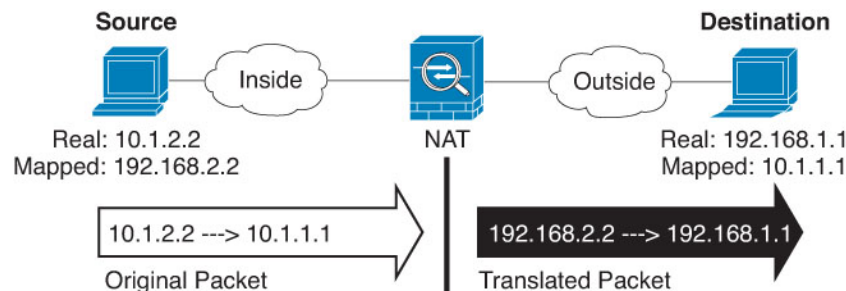 Source
Destination
Inside
Outside
Real: 10.1.2.2
Mapped: 192.168.2.2
NAT
Real: 192.168.1.1
Mapped: 10.1.1.1
10.1.2.2 ---> 10.1.1.1
192.168.2.2 ---> 192.168.1.1
Original Packet
Translated Packet